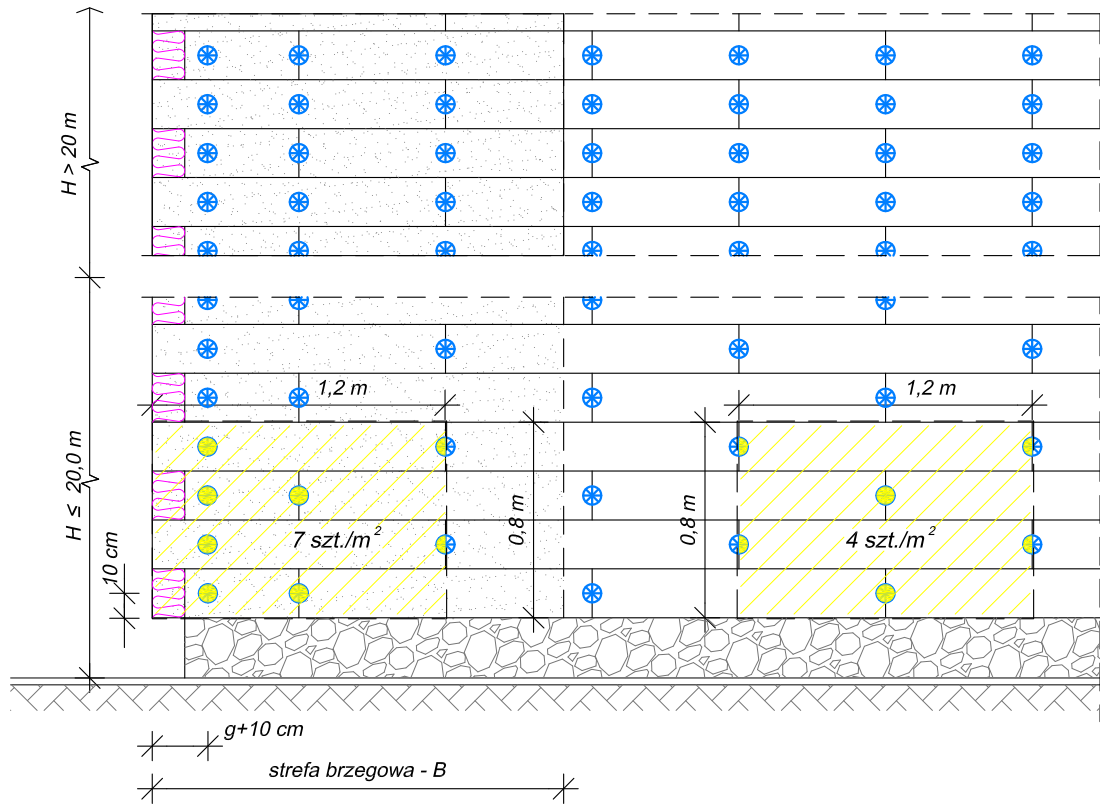 H > 20 m
H ≤ 20,0 m
1,2 m
1,2 m
0,8 m
0,8 m
7 szt./m²
4 szt./m²
10 cm
g+10 cm
strefa brzegowa - B